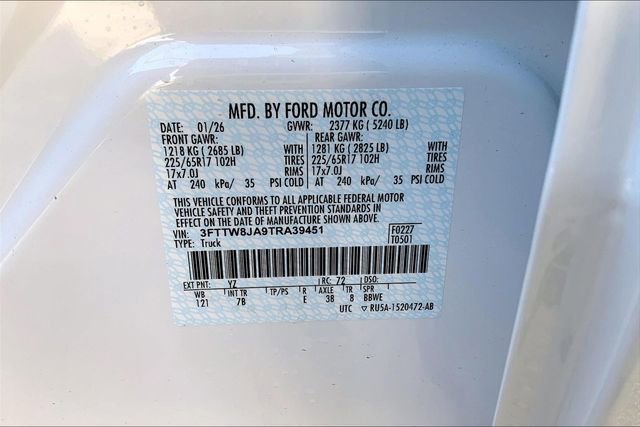 MFD. BY FORD MOTOR CO.
DATE: 01/26 GVWR: 2377 KG ( 5240 LB)
FRONT GAWR: REAR GAWR:
1218 KG ( 2685 LB) WITH 1281 KG ( 2825 LB) WITH
225/65R17 102H TIRES 225/65R17 102H TIRES
17x7.0J RIMS 17x7.0J RIMS
AT 240 kPa/ 35 PSI COLD AT 240 kPa/ 35 PSI COLD
THIS VEHICLE CONFORMS TO ALL APPLICABLE FEDERAL MOTOR
VEHICLE SAFETY AND BUMPER STANDARDS IN
EFFECT ON THE DATE OF MANUFACTURE SHOWN ABOVE.
VIN: 3FTTW8JA9TRA39451 F0227
TYPE: Truck T0501
EXT PNT: YZ RC: 72 DSO:
WB INT TR TP/PS R AXLE TR SPR
121 7B E 38 8 BBWE
UTC ▽ RU5A-1520472-AB